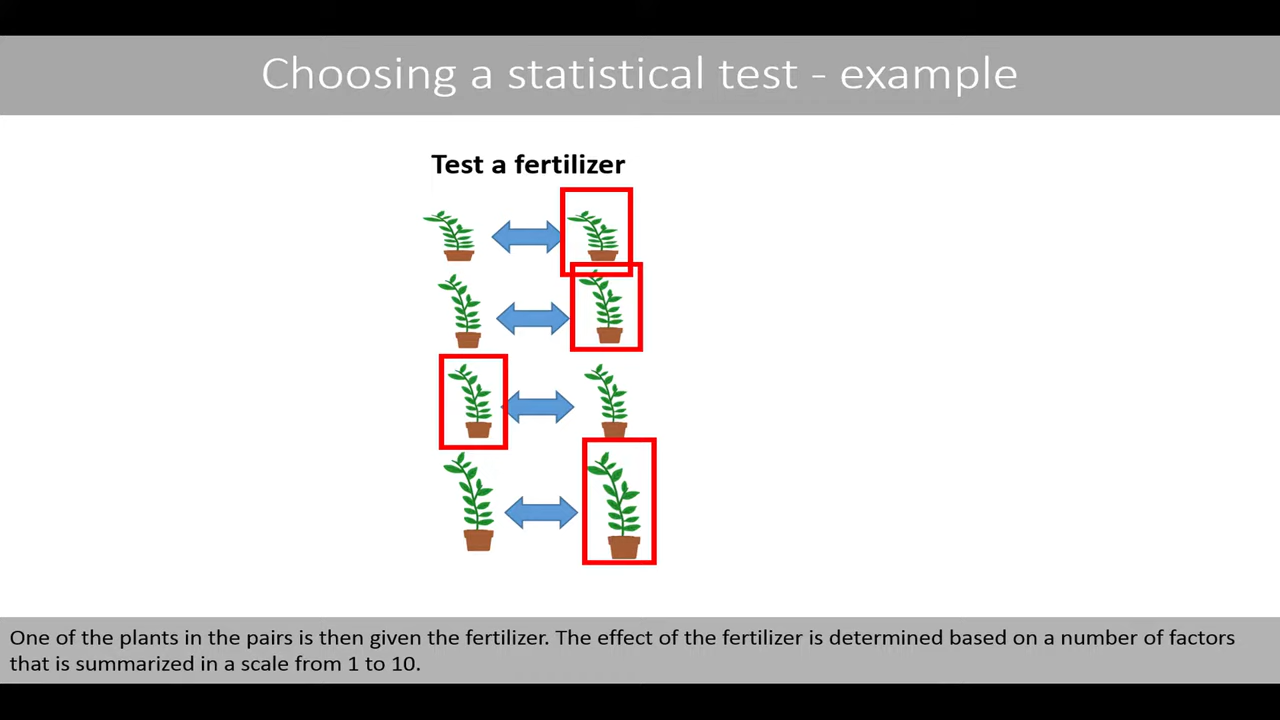 Choosing a statistical test - example
Test a fertilizer
One of the plants in the pairs is then given the fertilizer. The effect of the fertilizer is determined based on a number of factors
that is summarized in a scale from 1 to 10.